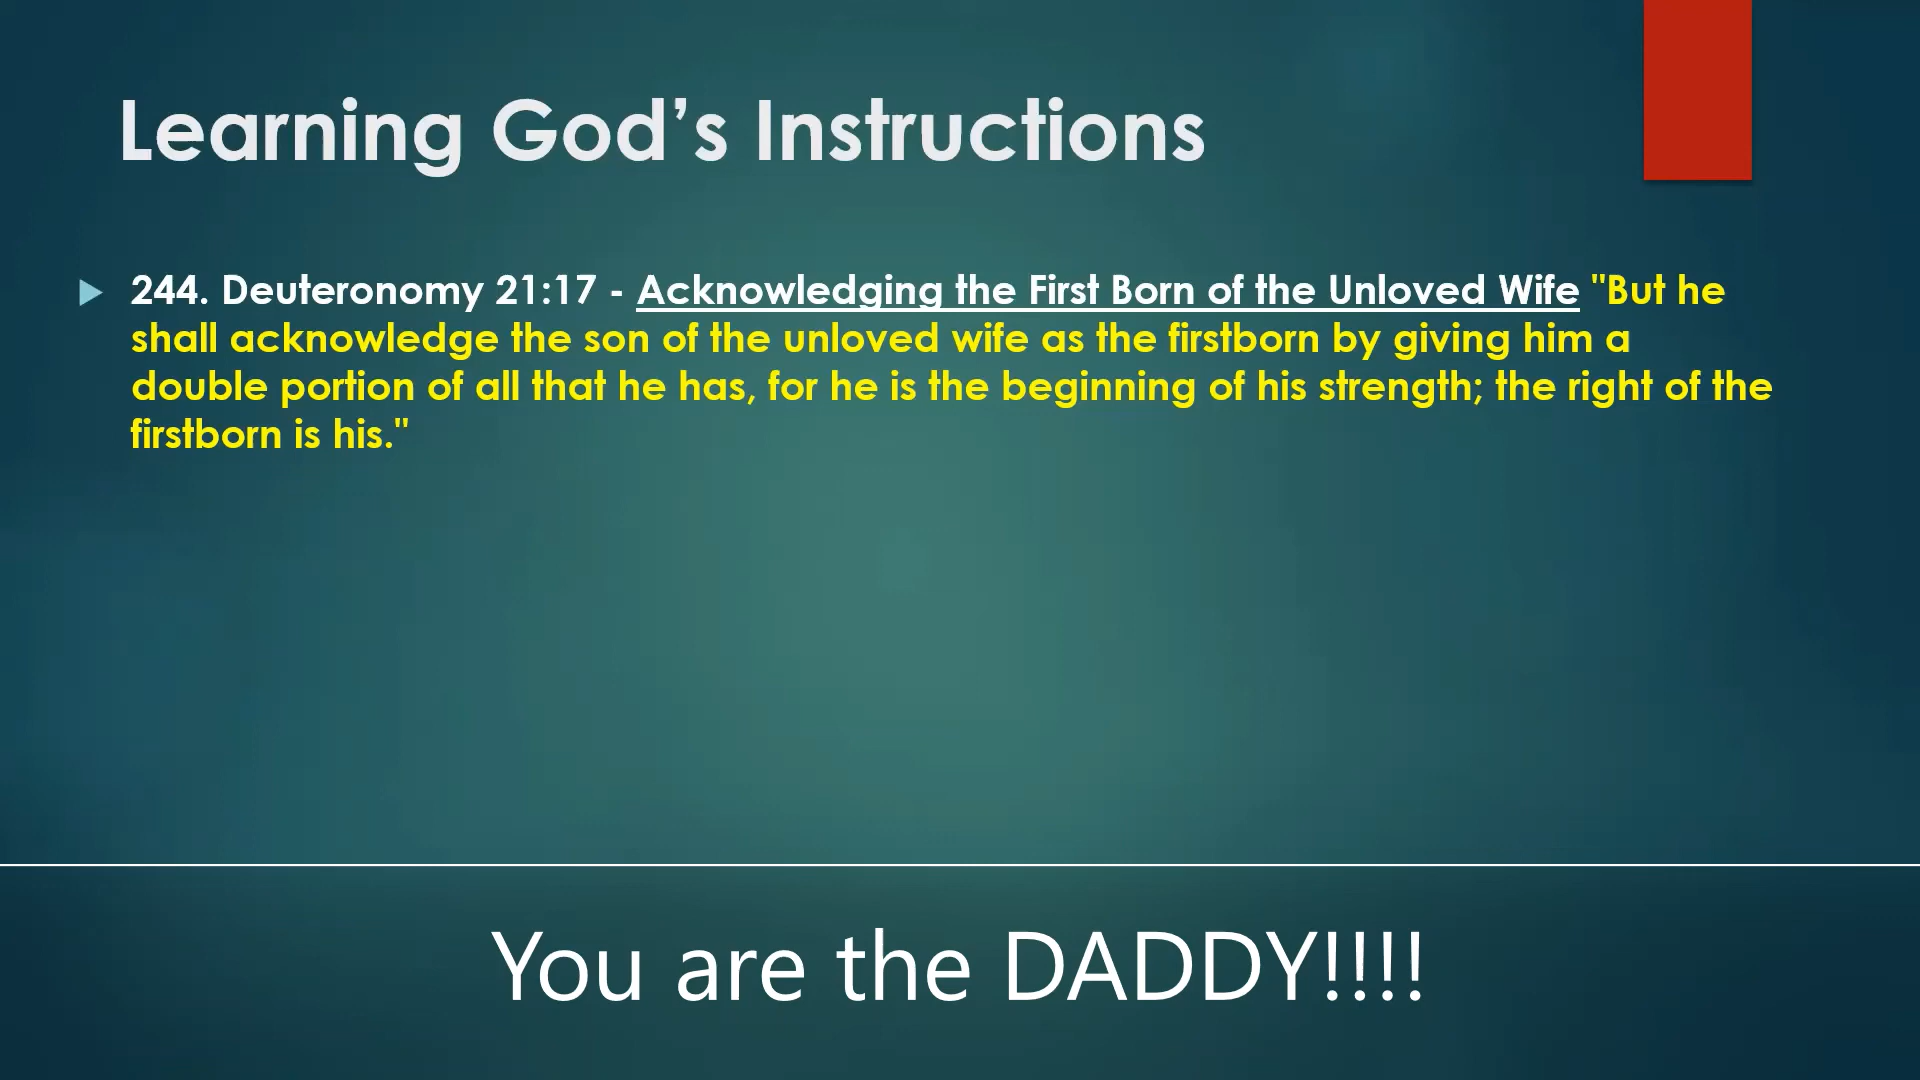 Learning God’s Instructions
244. Deuteronomy 21:17 - Acknowledging the First Born of the Unloved Wife "But he
shall acknowledge the son of the unloved wife as the firstborn by giving him a
double portion of all that he has, for he is the beginning of his strength; the right of the
firstborn is his."
You are the DADDY!!!!